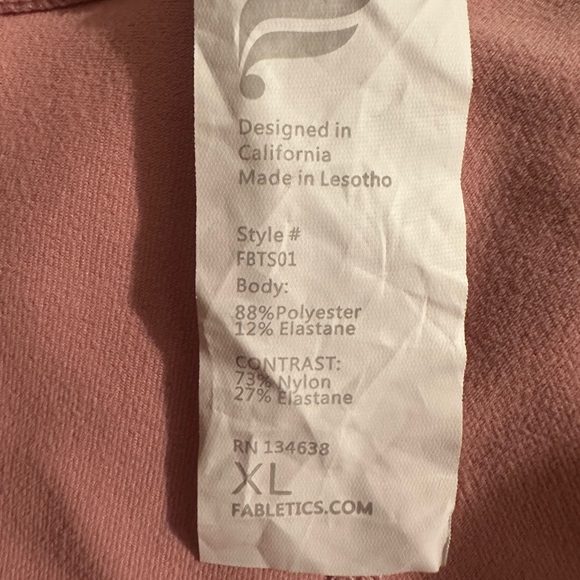 Designed in
California
Made in Lesotho
Style #
FBTS01
Body:
88%Polyester
12% Elastane
CONTRAST:
73% Nylon
27% Elastane
RN 134638
XL
FABLETICS.COM